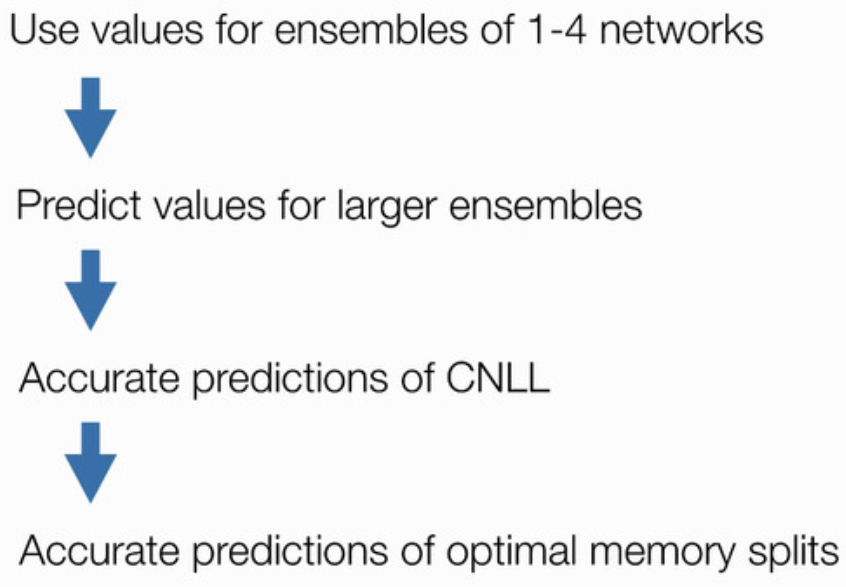 Use values for ensembles of 1-4 networks
Predict values for larger ensembles
Accurate predictions of CNLL
Accurate predictions of optimal memory splits